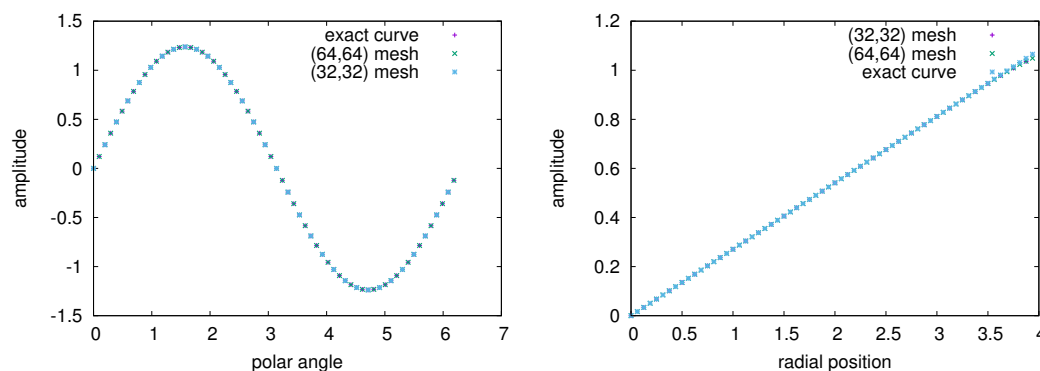 1.5
1
0.5
0
-0.5
-1
-1.5
amplitude
exact curve
(64,64) mesh
(32,32) mesh
0 1 2 3 4 5 6 7
polar angle
1.2
1
0.8
0.6
0.4
0.2
0
amplitude
(32,32) mesh
(64,64) mesh
exact curve
0 0.5 1 1.5 2 2.5 3 3.5 4
radial position